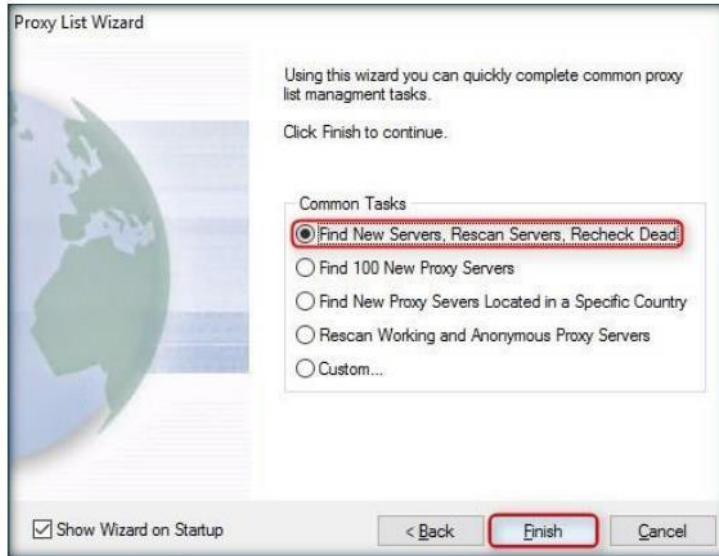 Proxy List Wizard
Using this wizard you can quickly complete common proxy
list managment tasks.
Click Finish to continue.
Common Tasks
Find New Servers, Rescan Servers, Recheck Dead
Find 100 New Proxy Servers
Find New Proxy Severs Located in a Specific Country
Rescan Working and Anonymous Proxy Servers
Custom...
Show Wizard on Startup
< Back
Finish
Cancel